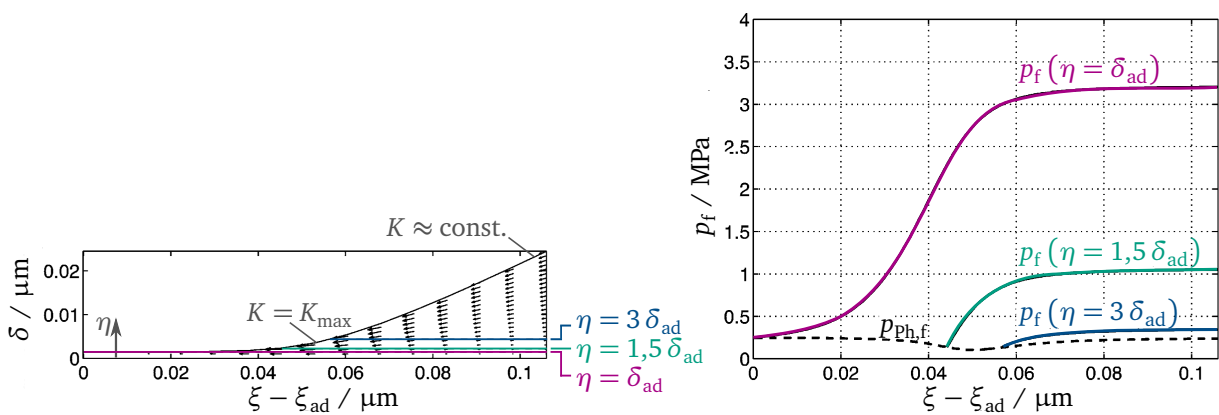 K ≈ const.
K = K_max
δ / µm
0.02
0.01
0
η
0
0.02
0.04
0.06
0.08
0.1
ξ − ξ_ad / µm
η = 3 δ_ad
η = 1,5 δ_ad
η = δ_ad
p_f / MPa
4
3.5
3
2.5
2
1.5
1
0.5
0
p_f (η = δ_ad)
p_f (η = 1,5 δ_ad)
p_f (η = 3 δ_ad)
p_Ph,f
0
0.02
0.04
0.06
0.08
0.1
ξ − ξ_ad / µm